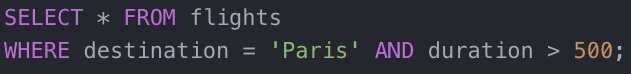 SELECT * FROM flights
WHERE destination = 'Paris' AND duration > 500;